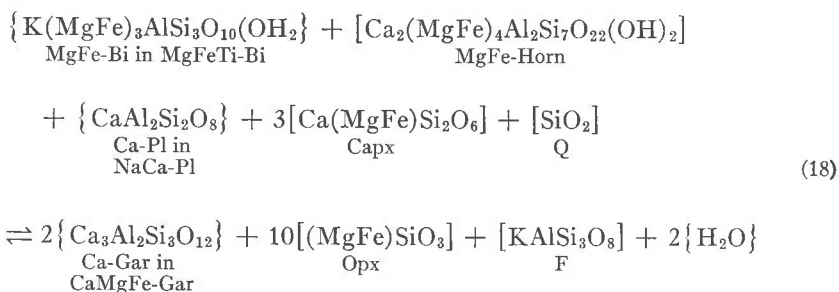 {K(MgFe)₃AlSi₃O₁₀(OH₂} + [Ca₂(MgFe)₄Al₂Si₇O₂₂(OH)₂]
MgFe-Bi in MgFeTi-Bi MgFe-Horn
+ {CaAl₂Si₂O₈} + 3[Ca(MgFe)Si₂O₆] + [SiO₂]
Ca-Pl in Capx Q
NaCa-Pl
(18)
⇌ 2{Ca₃Al₂Si₃O₁₂} + 10[(MgFe)SiO₃] + [KAlSi₃O₈] + 2{H₂O}
Ca-Gar in Opx F
CaMgFe-Gar